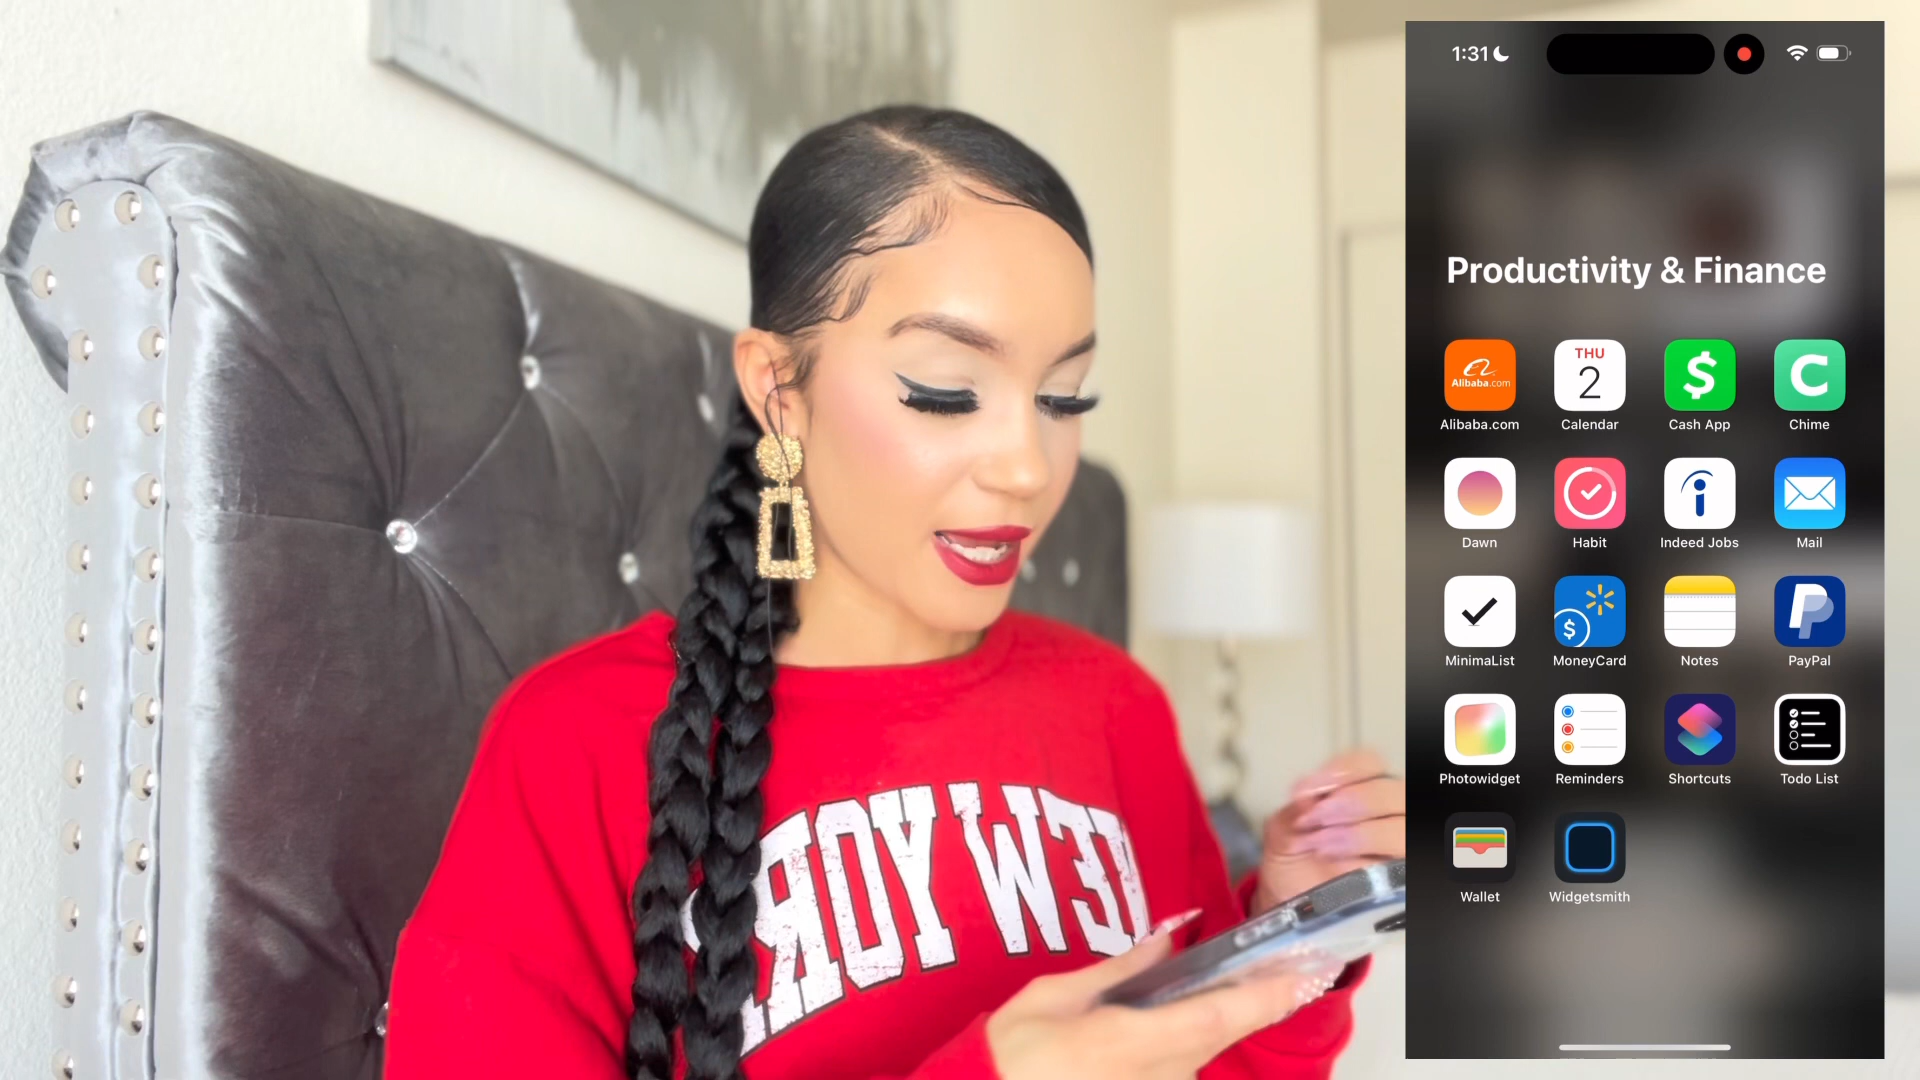 NEW YORK
1:31
Productivity & Finance
Alibaba.com
THU
2
Alibaba.com Calendar Cash App Chime
Dawn Habit Indeed Jobs Mail
MinimaList MoneyCard Notes PayPal
Photowidget Reminders Shortcuts Todo List
Wallet Widgetsmith